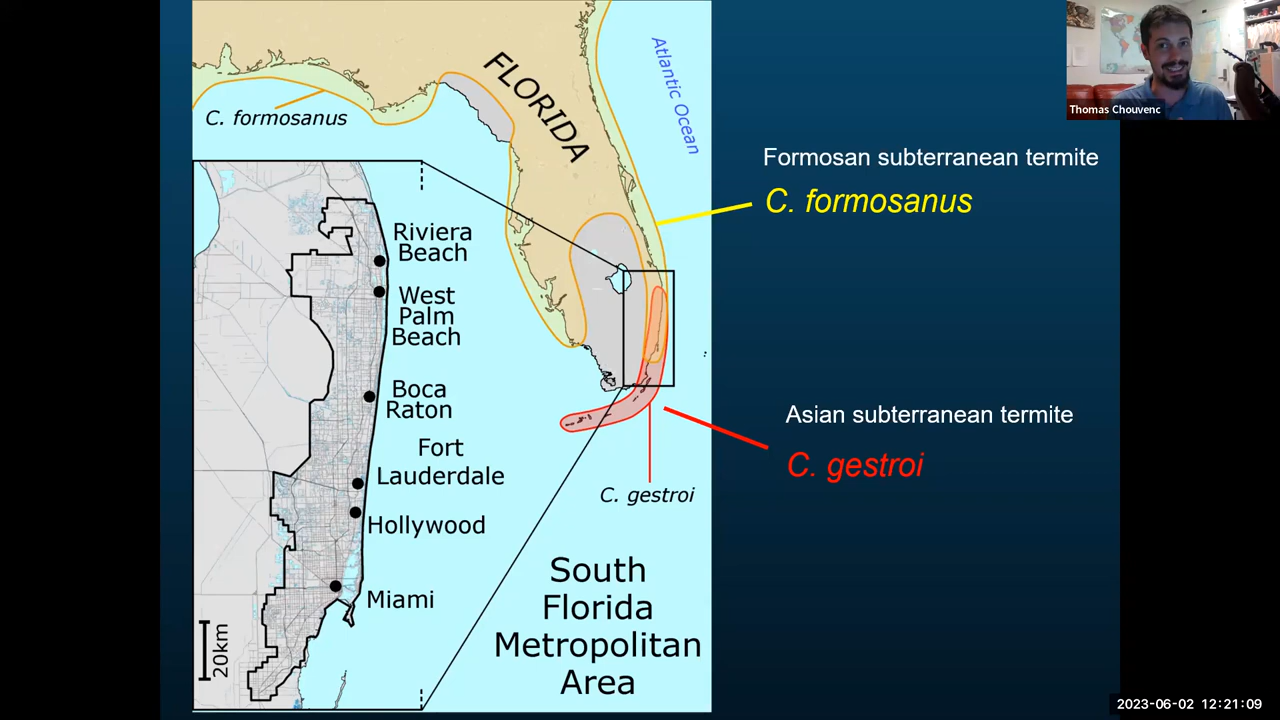 FLORIDA
Atlantic Ocean
C. formosanus
Riviera
Beach
West
Palm
Beach
Boca
Raton
Fort
Lauderdale
Hollywood
Miami
20km
C. gestroi
South
Florida
Metropolitan
Area
Thomas Chouvenc
Formosan subterranean termite
C. formosanus
Asian subterranean termite
C. gestroi
2023-06-02 12:21:09